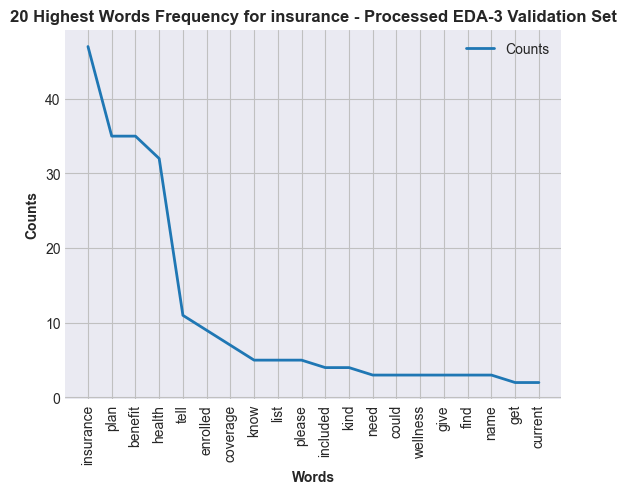 20 Highest Words Frequency for insurance - Processed EDA-3 Validation Set
Counts
40
30
20
10
0
Counts
insurance
plan
benefit
health
tell
enrolled
coverage
know
list
please
included
kind
need
could
wellness
give
find
name
get
current
Words